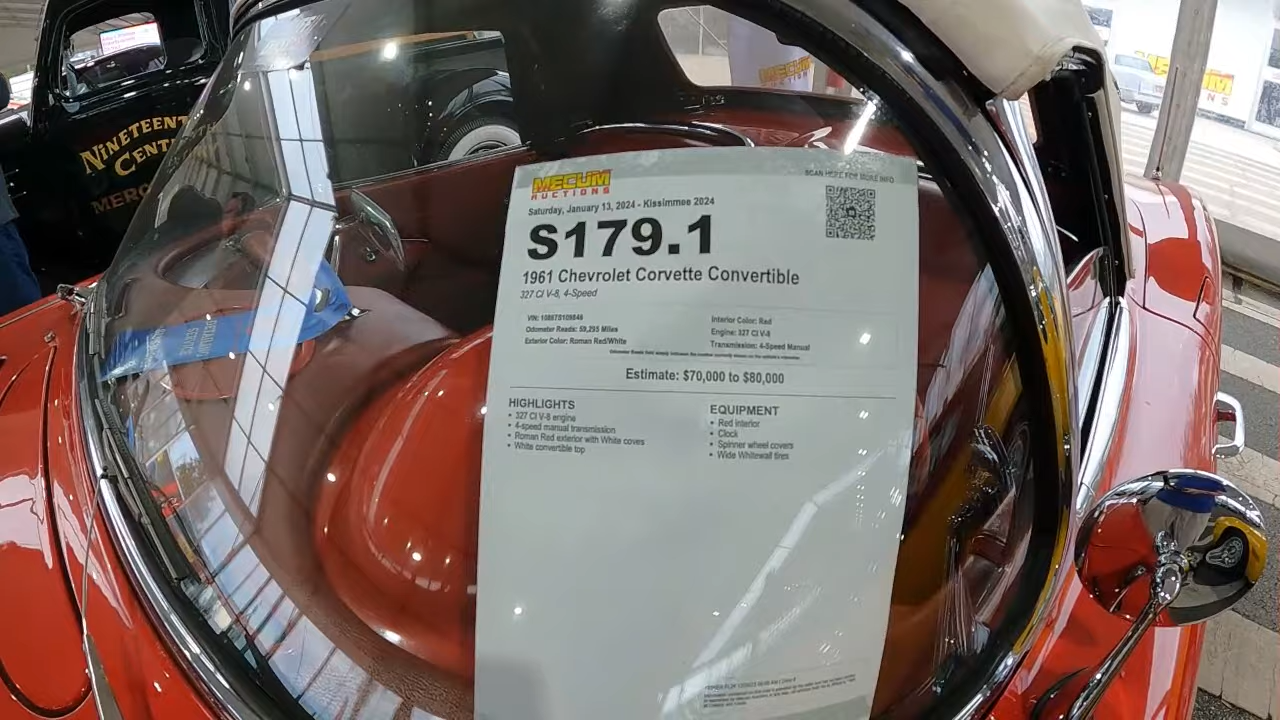 NINETEENT
CENT
MERC
MECUM
AUCTIONS
SCAN HERE FOR MORE INFO
Saturday, January 13, 2024 - Kissimmee 2024
S179.1
1961 Chevrolet Corvette Convertible
327 CI V-8, 4-Speed
VIN: 10867S109846
Odometer Reads: 59,255 Miles
Exterior Color: Roman Red/White
Interior Color: Red
Engine: 327 CI V-8
Transmission: 4-Speed Manual
Estimate: $70,000 to $80,000
HIGHLIGHTS
• 327 CI V-8 engine
• 4-speed manual transmission
• Roman Red exterior with White coves
• White convertible top
EQUIPMENT
• Red interior
• Clock
• Spinner wheel covers
• Wide Whitewall tires